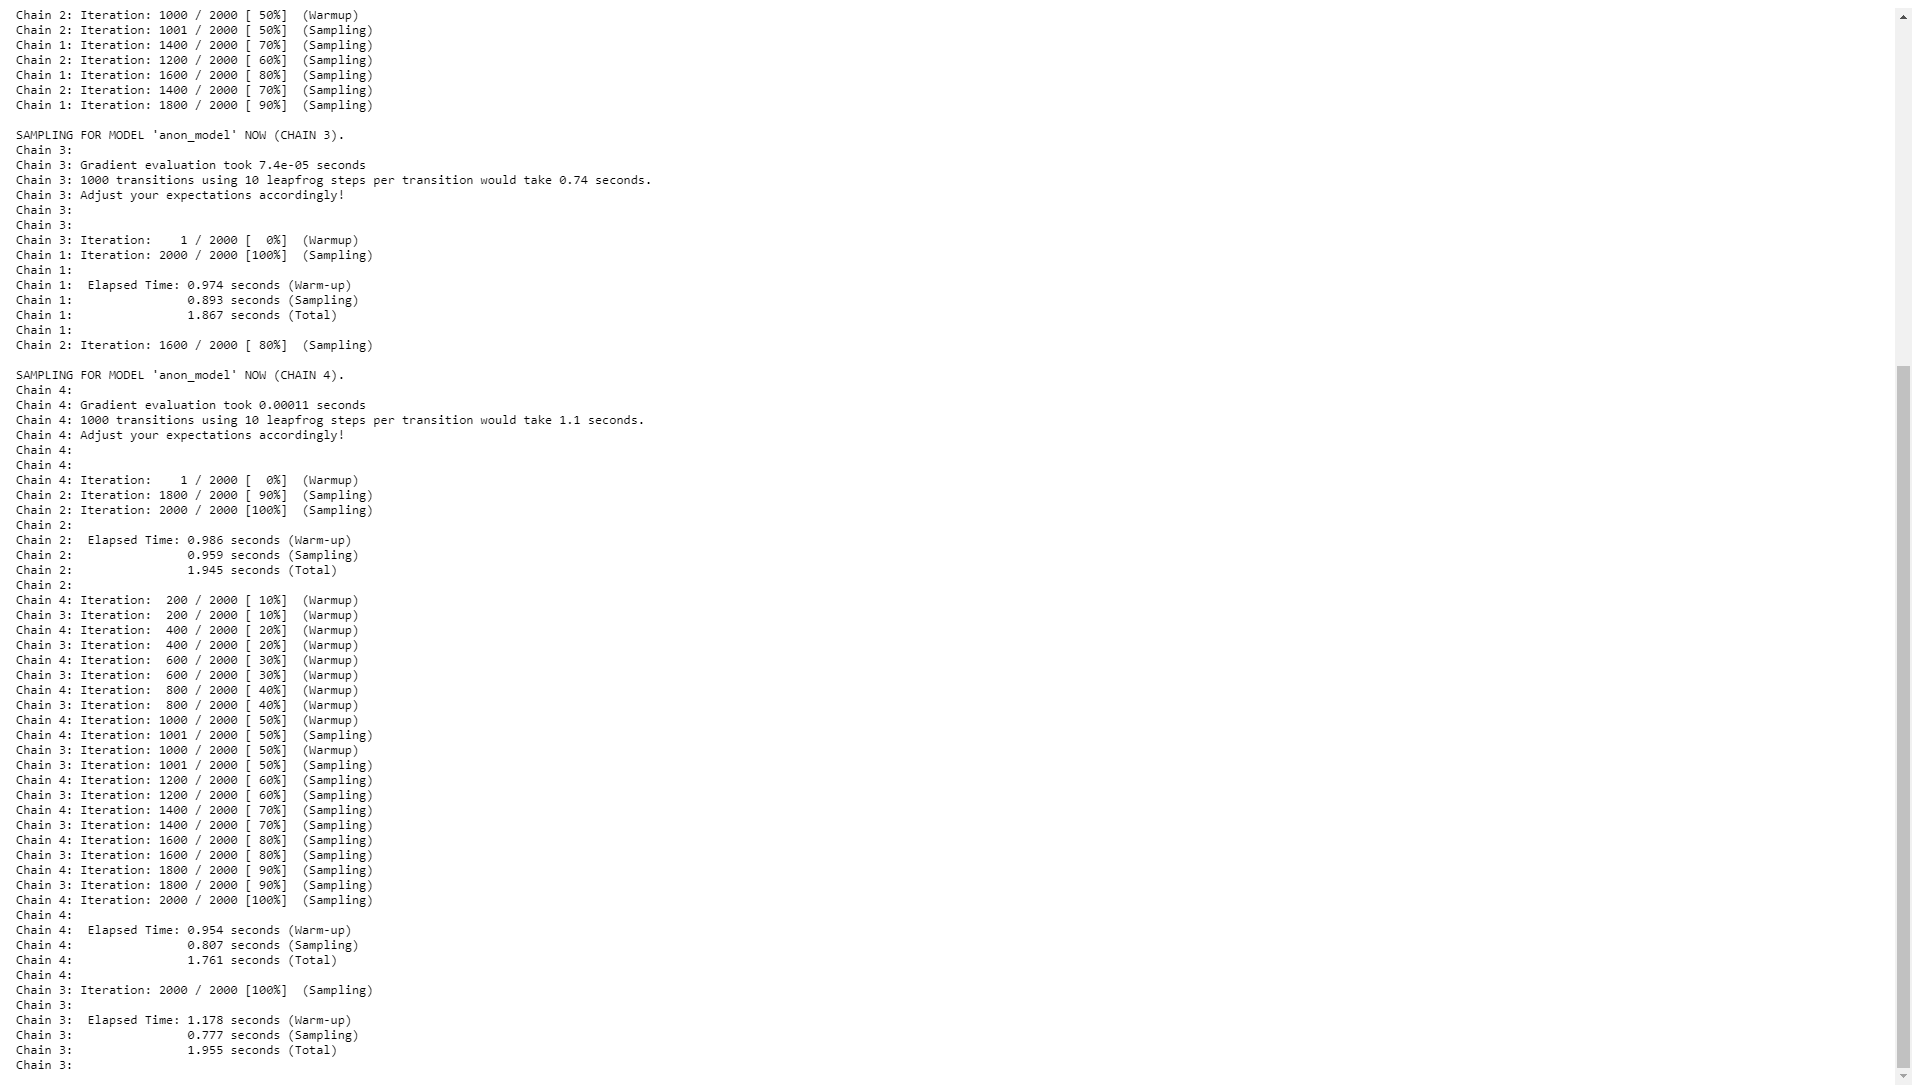 Chain 2: Iteration: 1000 / 2000 [ 50%]  (Warmup)
Chain 2: Iteration: 1001 / 2000 [ 50%]  (Sampling)
Chain 1: Iteration: 1400 / 2000 [ 70%]  (Sampling)
Chain 2: Iteration: 1200 / 2000 [ 60%]  (Sampling)
Chain 1: Iteration: 1600 / 2000 [ 80%]  (Sampling)
Chain 2: Iteration: 1400 / 2000 [ 70%]  (Sampling)
Chain 1: Iteration: 1800 / 2000 [ 90%]  (Sampling)

SAMPLING FOR MODEL 'anon_model' NOW (CHAIN 3).
Chain 3:
Chain 3: Gradient evaluation took 7.4e-05 seconds
Chain 3: 1000 transitions using 10 leapfrog steps per transition would take 0.74 seconds.
Chain 3: Adjust your expectations accordingly!
Chain 3:
Chain 3:
Chain 3: Iteration:    1 / 2000 [  0%]  (Warmup)
Chain 1: Iteration: 2000 / 2000 [100%]  (Sampling)
Chain 1:
Chain 1:  Elapsed Time: 0.974 seconds (Warm-up)
Chain 1:                0.893 seconds (Sampling)
Chain 1:                1.867 seconds (Total)
Chain 1:
Chain 2: Iteration: 1600 / 2000 [ 80%]  (Sampling)

SAMPLING FOR MODEL 'anon_model' NOW (CHAIN 4).
Chain 4:
Chain 4: Gradient evaluation took 0.00011 seconds
Chain 4: 1000 transitions using 10 leapfrog steps per transition would take 1.1 seconds.
Chain 4: Adjust your expectations accordingly!
Chain 4:
Chain 4:
Chain 4: Iteration:    1 / 2000 [  0%]  (Warmup)
Chain 2: Iteration: 1800 / 2000 [ 90%]  (Sampling)
Chain 2: Iteration: 2000 / 2000 [100%]  (Sampling)
Chain 2:
Chain 2:  Elapsed Time: 0.986 seconds (Warm-up)
Chain 2:                0.959 seconds (Sampling)
Chain 2:                1.945 seconds (Total)
Chain 2:
Chain 4: Iteration:  200 / 2000 [ 10%]  (Warmup)
Chain 3: Iteration:  200 / 2000 [ 10%]  (Warmup)
Chain 4: Iteration:  400 / 2000 [ 20%]  (Warmup)
Chain 3: Iteration:  400 / 2000 [ 20%]  (Warmup)
Chain 4: Iteration:  600 / 2000 [ 30%]  (Warmup)
Chain 3: Iteration:  600 / 2000 [ 30%]  (Warmup)
Chain 4: Iteration:  800 / 2000 [ 40%]  (Warmup)
Chain 3: Iteration:  800 / 2000 [ 40%]  (Warmup)
Chain 4: Iteration: 1000 / 2000 [ 50%]  (Warmup)
Chain 4: Iteration: 1001 / 2000 [ 50%]  (Sampling)
Chain 3: Iteration: 1000 / 2000 [ 50%]  (Warmup)
Chain 3: Iteration: 1001 / 2000 [ 50%]  (Sampling)
Chain 4: Iteration: 1200 / 2000 [ 60%]  (Sampling)
Chain 3: Iteration: 1200 / 2000 [ 60%]  (Sampling)
Chain 4: Iteration: 1400 / 2000 [ 70%]  (Sampling)
Chain 3: Iteration: 1400 / 2000 [ 70%]  (Sampling)
Chain 4: Iteration: 1600 / 2000 [ 80%]  (Sampling)
Chain 3: Iteration: 1600 / 2000 [ 80%]  (Sampling)
Chain 4: Iteration: 1800 / 2000 [ 90%]  (Sampling)
Chain 3: Iteration: 1800 / 2000 [ 90%]  (Sampling)
Chain 4: Iteration: 2000 / 2000 [100%]  (Sampling)
Chain 4:
Chain 4:  Elapsed Time: 0.954 seconds (Warm-up)
Chain 4:                0.807 seconds (Sampling)
Chain 4:                1.761 seconds (Total)
Chain 4:
Chain 3: Iteration: 2000 / 2000 [100%]  (Sampling)
Chain 3:
Chain 3:  Elapsed Time: 1.178 seconds (Warm-up)
Chain 3:                0.777 seconds (Sampling)
Chain 3:                1.955 seconds (Total)
Chain 3: